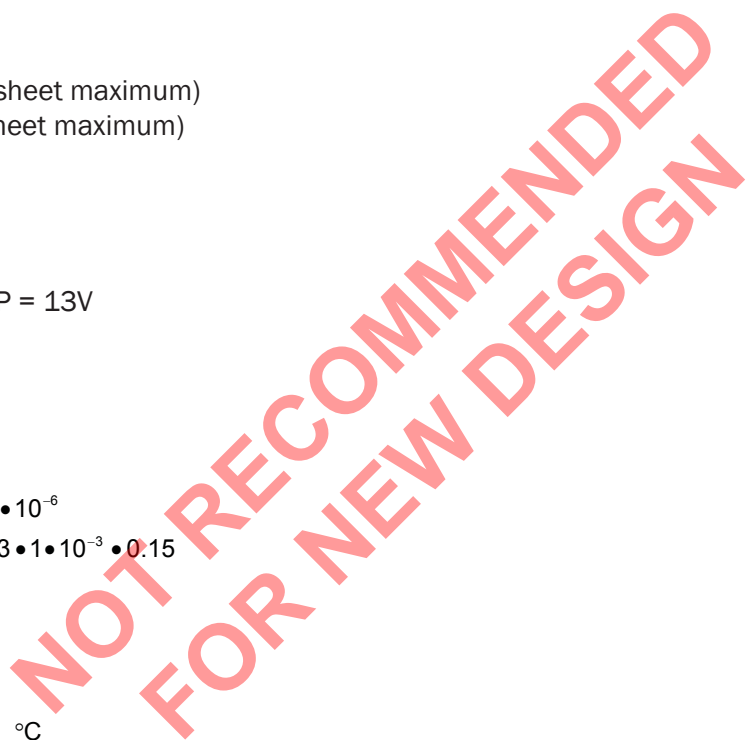 sheet maximum)
heet maximum)
P = 13V
•10⁻⁶
3•1•10⁻³•0.15
°C
NOT RECOMMENDED
FOR NEW DESIGN